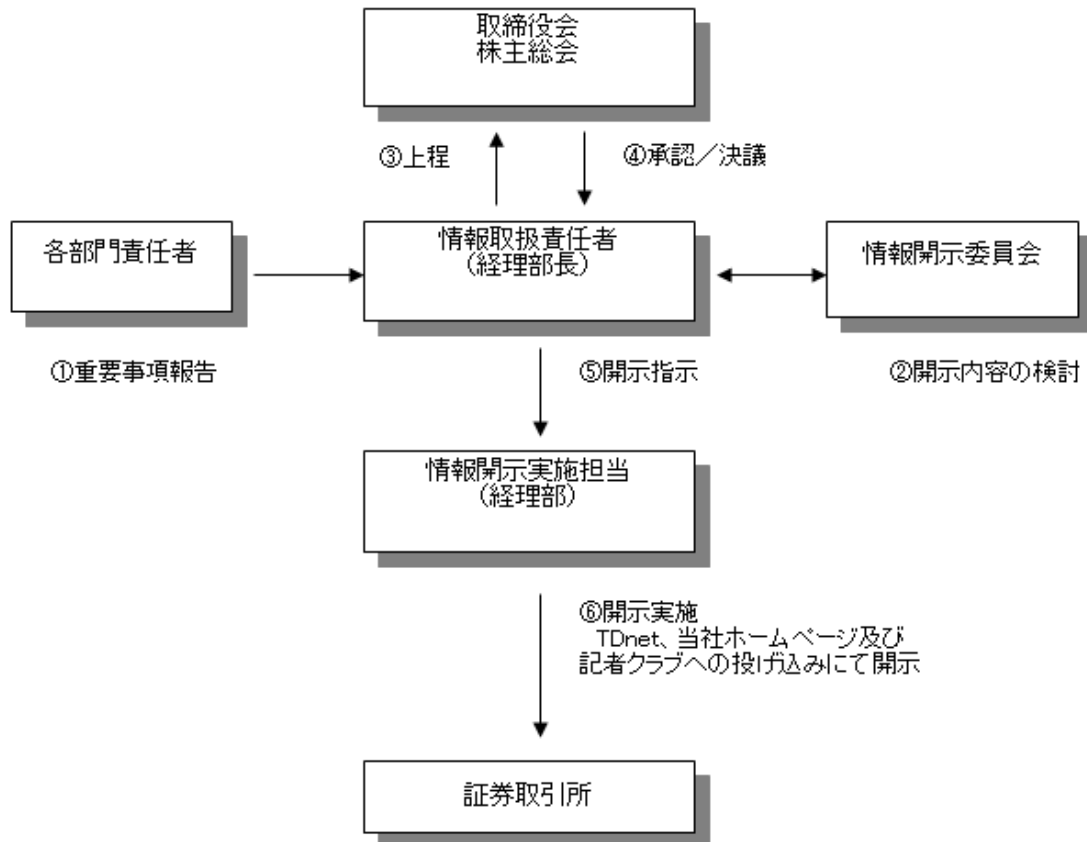 取締役会
株主総会
③上程
④承認／決議
各部門責任者
情報取扱責任者
（経理部長）
情報開示委員会
①重要事項報告
⑤開示指示
②開示内容の検討
情報開示実施担当
（経理部）
⑥開示実施
TDnet、当社ホームページ及び
記者クラブへの投げ込みにて開示
証券取引所